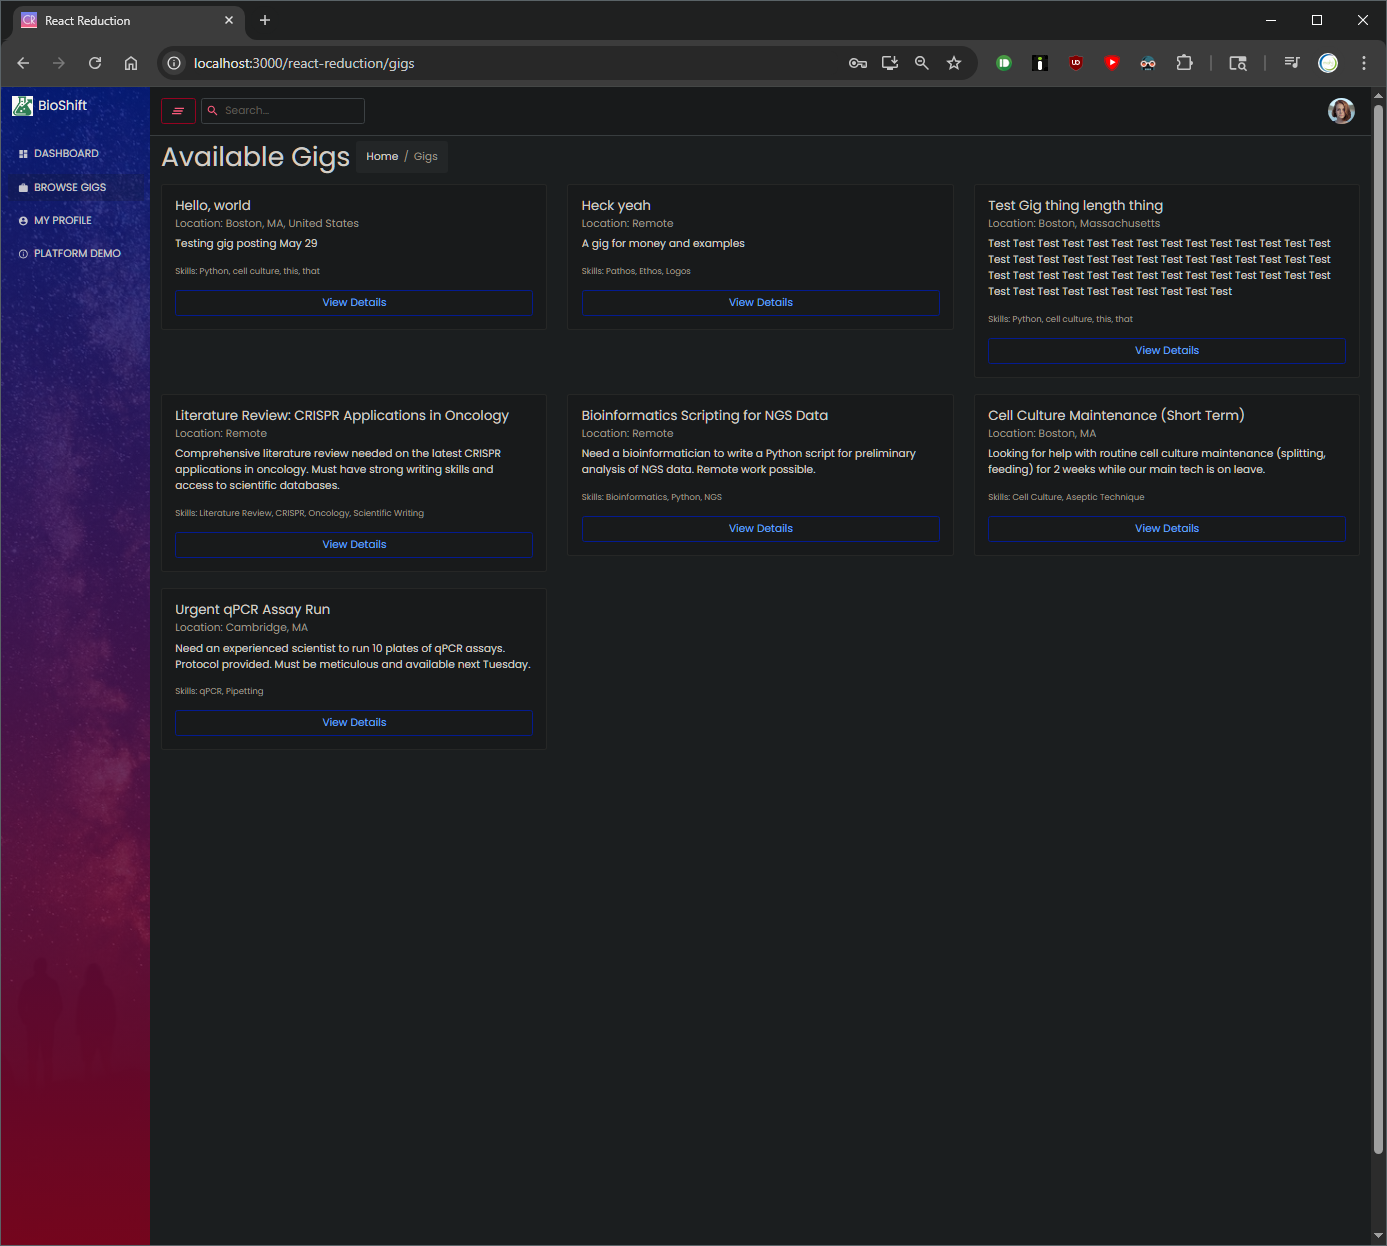 React Reduction
localhost:3000/react-reduction/gigs
BioShift
Search...
DASHBOARD
BROWSE GIGS
MY PROFILE
PLATFORM DEMO
Available Gigs
Home / Gigs
Hello, world
Location: Boston, MA, United States
Testing gig posting May 29
Skills: Python, cell culture, this, that
View Details
Heck yeah
Location: Remote
A gig for money and examples
Skills: Pathos, Ethos, Logos
View Details
Test Gig thing length thing
Location: Boston, Massachusetts
Test Test Test Test Test Test Test Test Test Test Test Test Test Test
Test Test Test Test Test Test Test Test Test Test Test Test Test Test
Test Test Test Test Test Test Test Test Test Test Test Test Test Test
Test Test Test Test Test Test Test Test Test Test
Skills: Python, cell culture, this, that
View Details
Literature Review: CRISPR Applications in Oncology
Location: Remote
Comprehensive literature review needed on the latest CRISPR
applications in oncology. Must have strong writing skills and
access to scientific databases.
Skills: Literature Review, CRISPR, Oncology, Scientific Writing
View Details
Bioinformatics Scripting for NGS Data
Location: Remote
Need a bioinformatician to write a Python script for preliminary
analysis of NGS data. Remote work possible.
Skills: Bioinformatics, Python, NGS
View Details
Cell Culture Maintenance (Short Term)
Location: Boston, MA
Looking for help with routine cell culture maintenance (splitting,
feeding) for 2 weeks while our main tech is on leave.
Skills: Cell Culture, Aseptic Technique
View Details
Urgent qPCR Assay Run
Location: Cambridge, MA
Need an experienced scientist to run 10 plates of qPCR assays.
Protocol provided. Must be meticulous and available next Tuesday.
Skills: qPCR, Pipetting
View Details